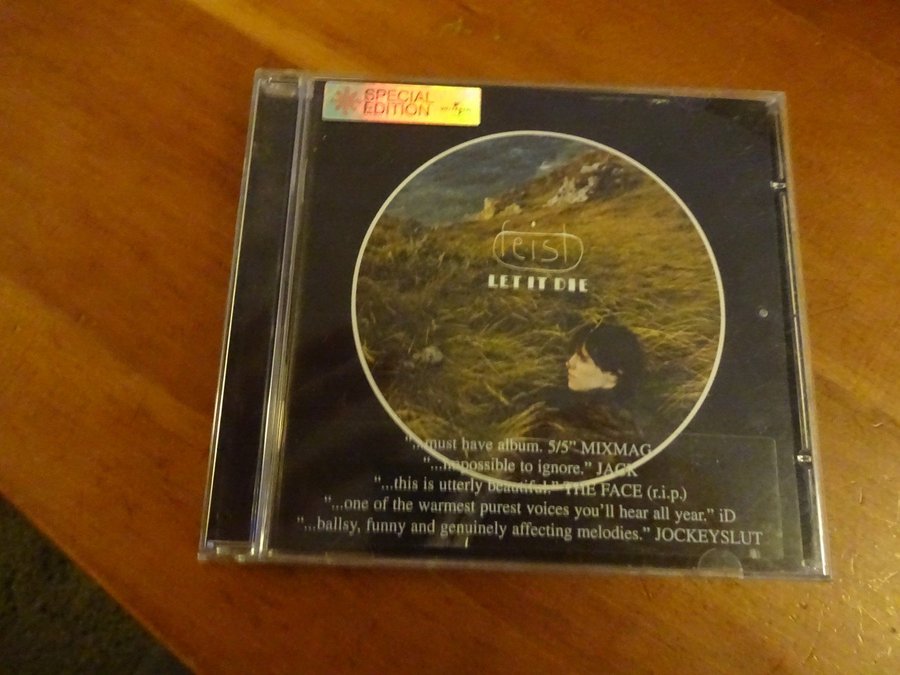 SPECIAL
EDITION
feist
LET IT DIE
"...must have album. 5/5" MIXMAG
"...impossible to ignore." JACK
"...this is utterly beautiful." THE FACE (r.i.p.)
"...one of the warmest purest voices you'll hear all year." iD
"...ballsy, funny and genuinely affecting melodies." JOCKEYSLUT